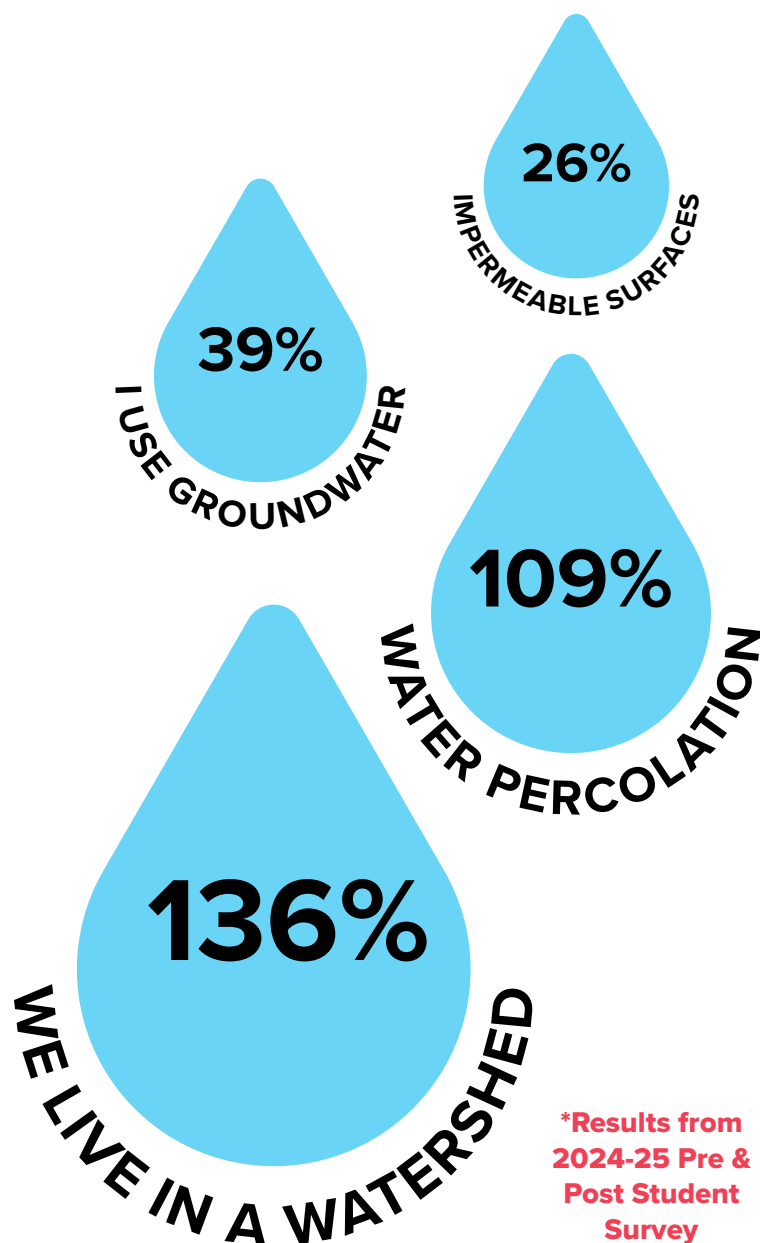 26%
IMPERMEABLE SURFACES
39%
I USE GROUNDWATER
109%
WATER PERCOLATION
136%
WE LIVE IN A WATERSHED
*Results from
2024-25 Pre &
Post Student
Survey